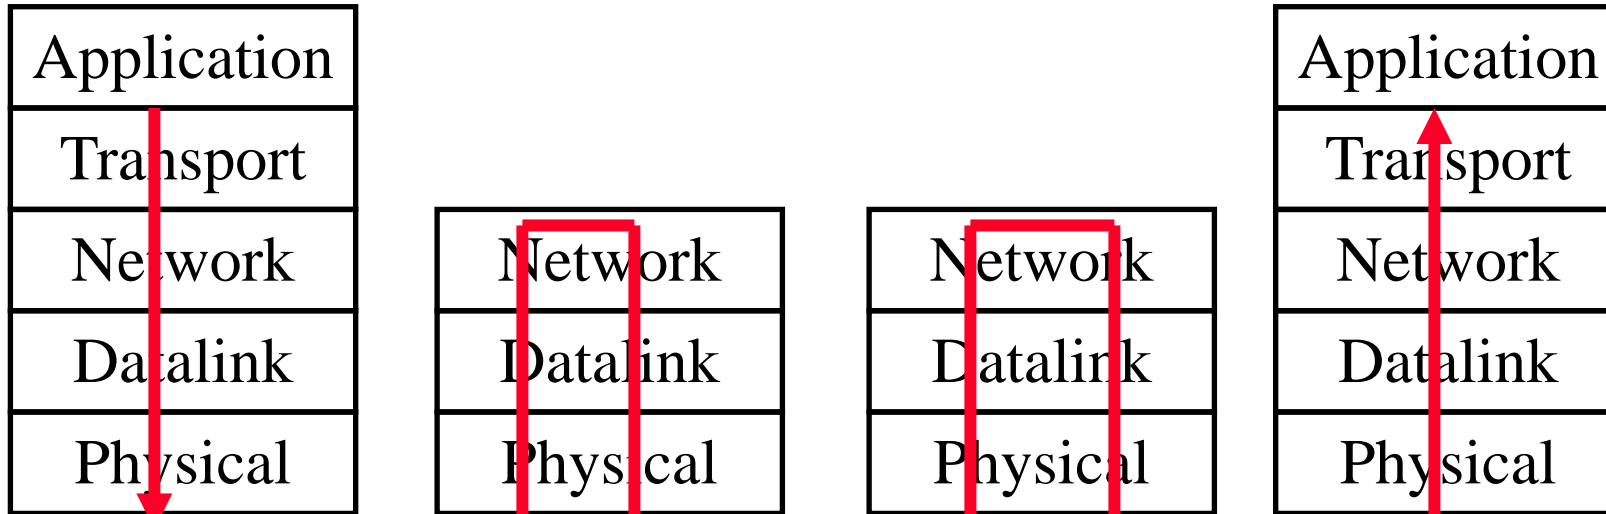 Application
Transport
Network
Datalink
Physical
Network
Datalink
Physical
Network
Datalink
Physical
Application
Transport
Network
Datalink
Physical